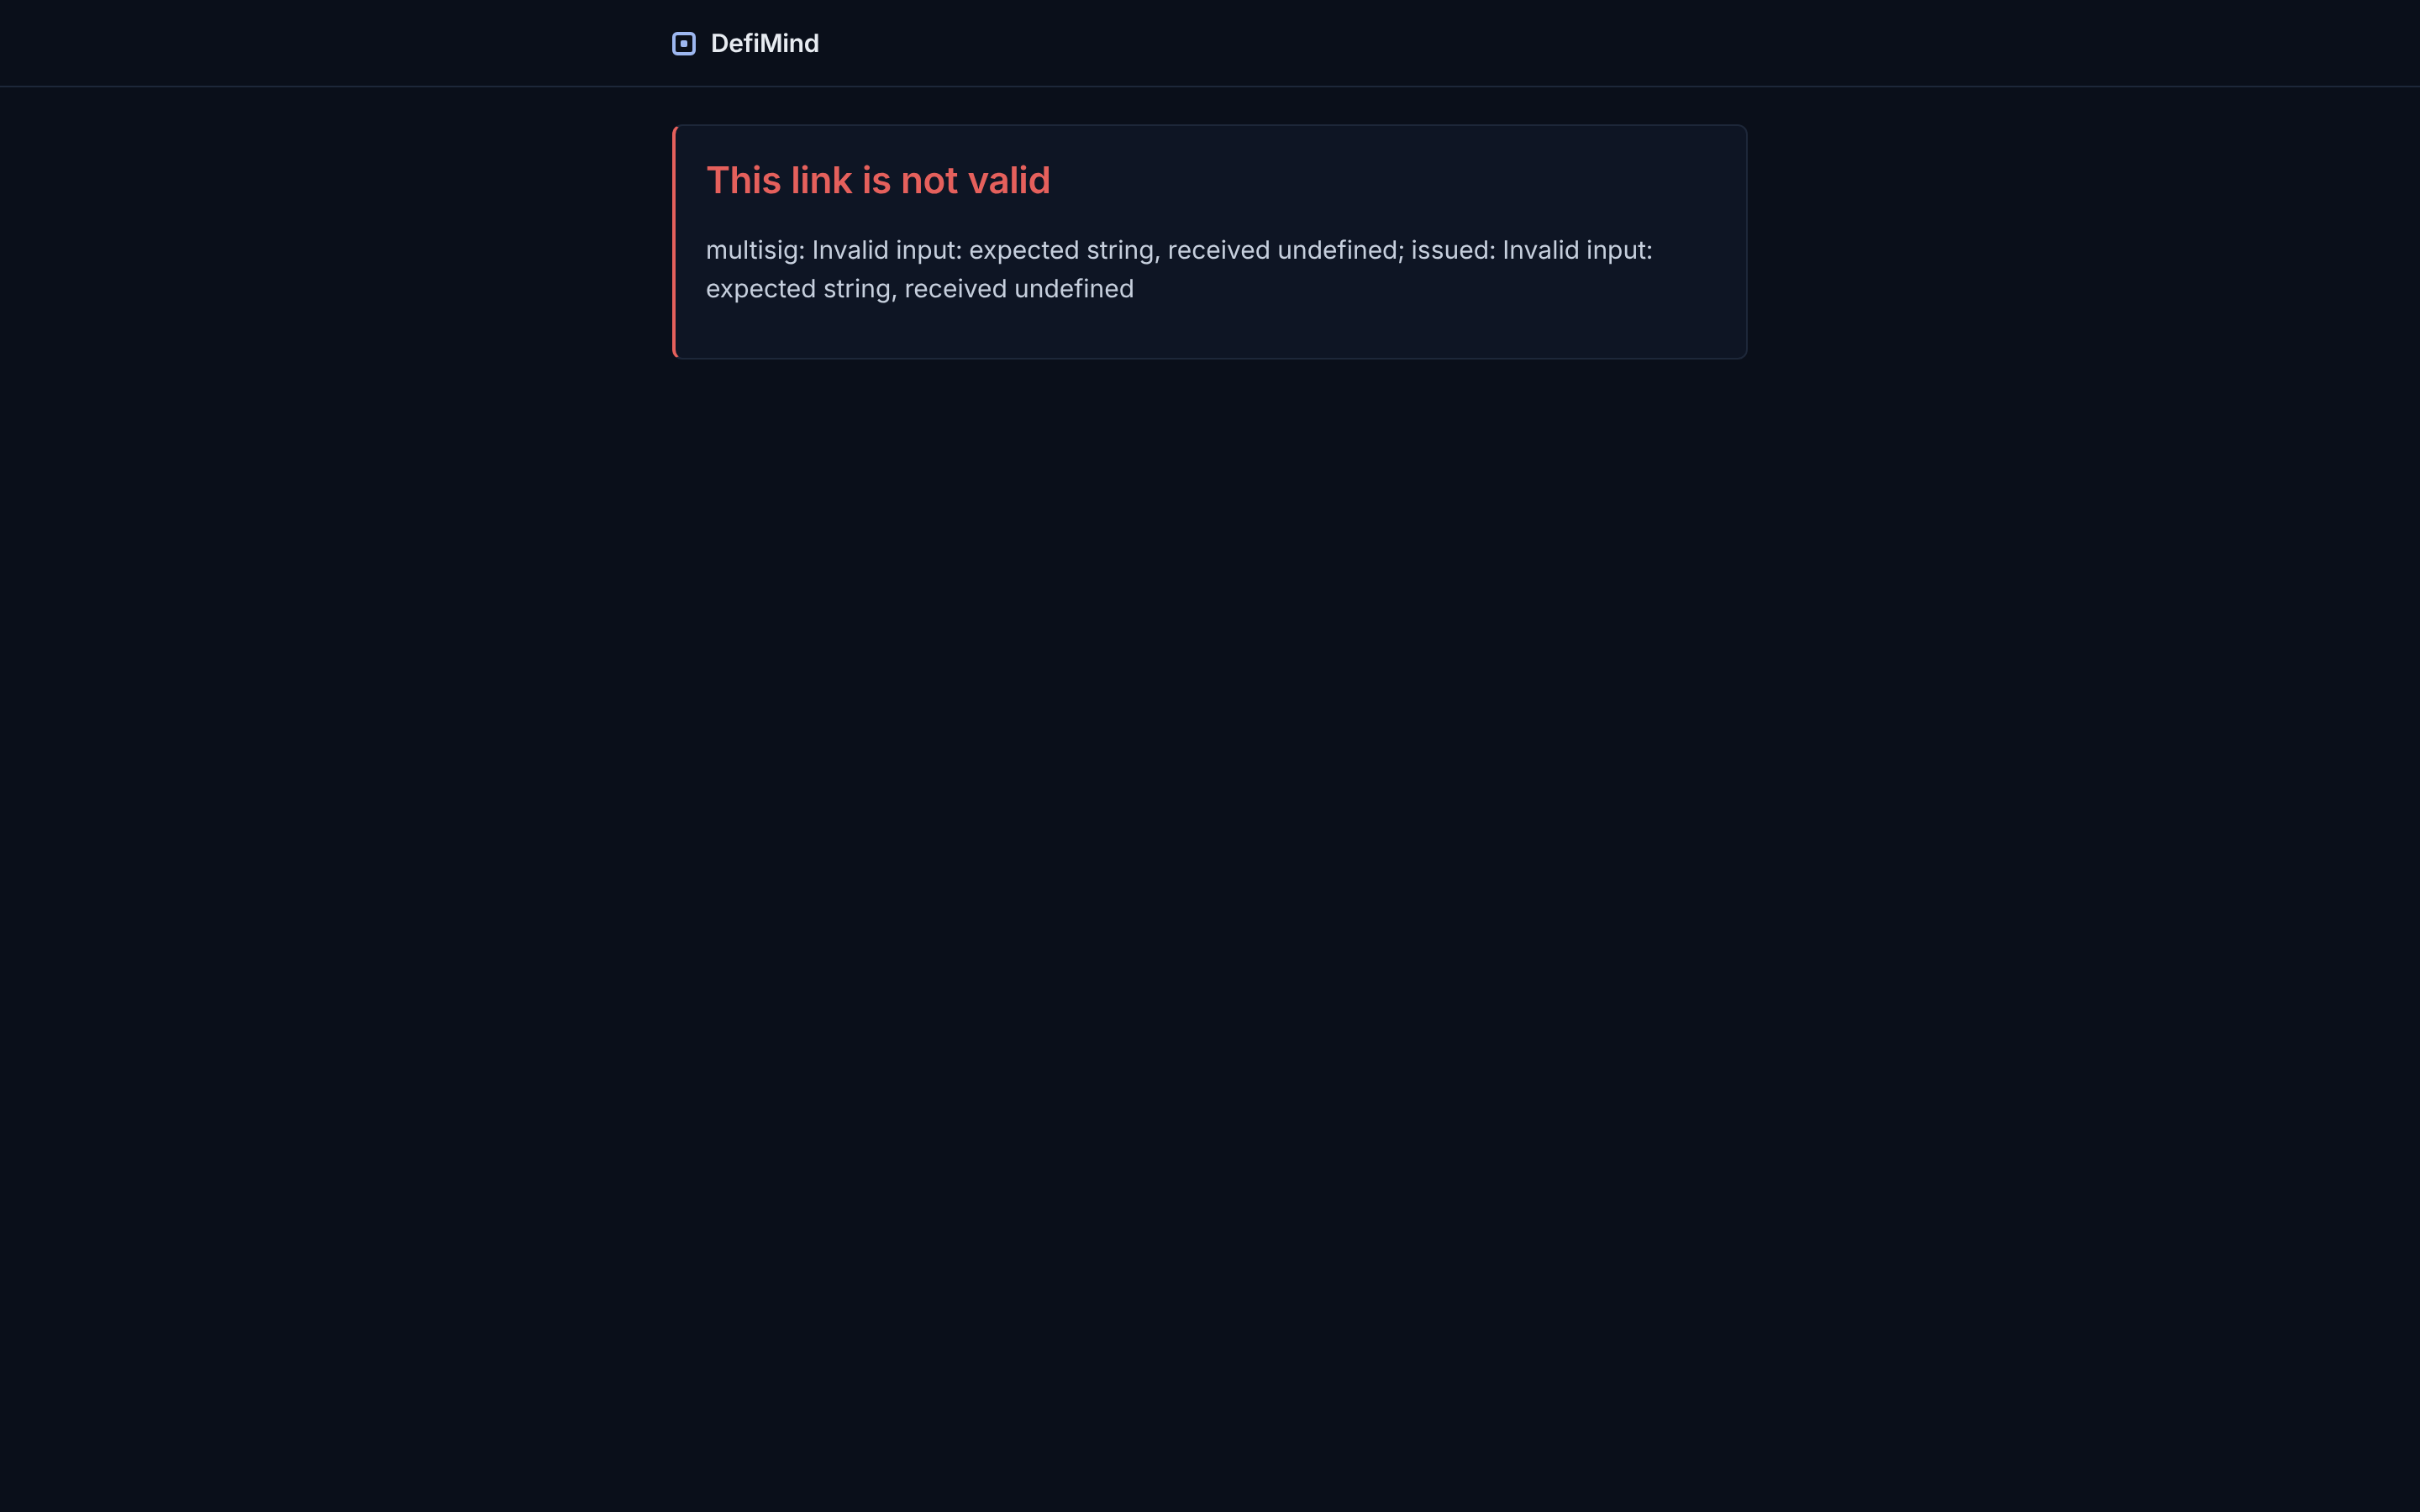 DefiMind
This link is not valid
multisig: Invalid input: expected string, received undefined; issued: Invalid input:
expected string, received undefined